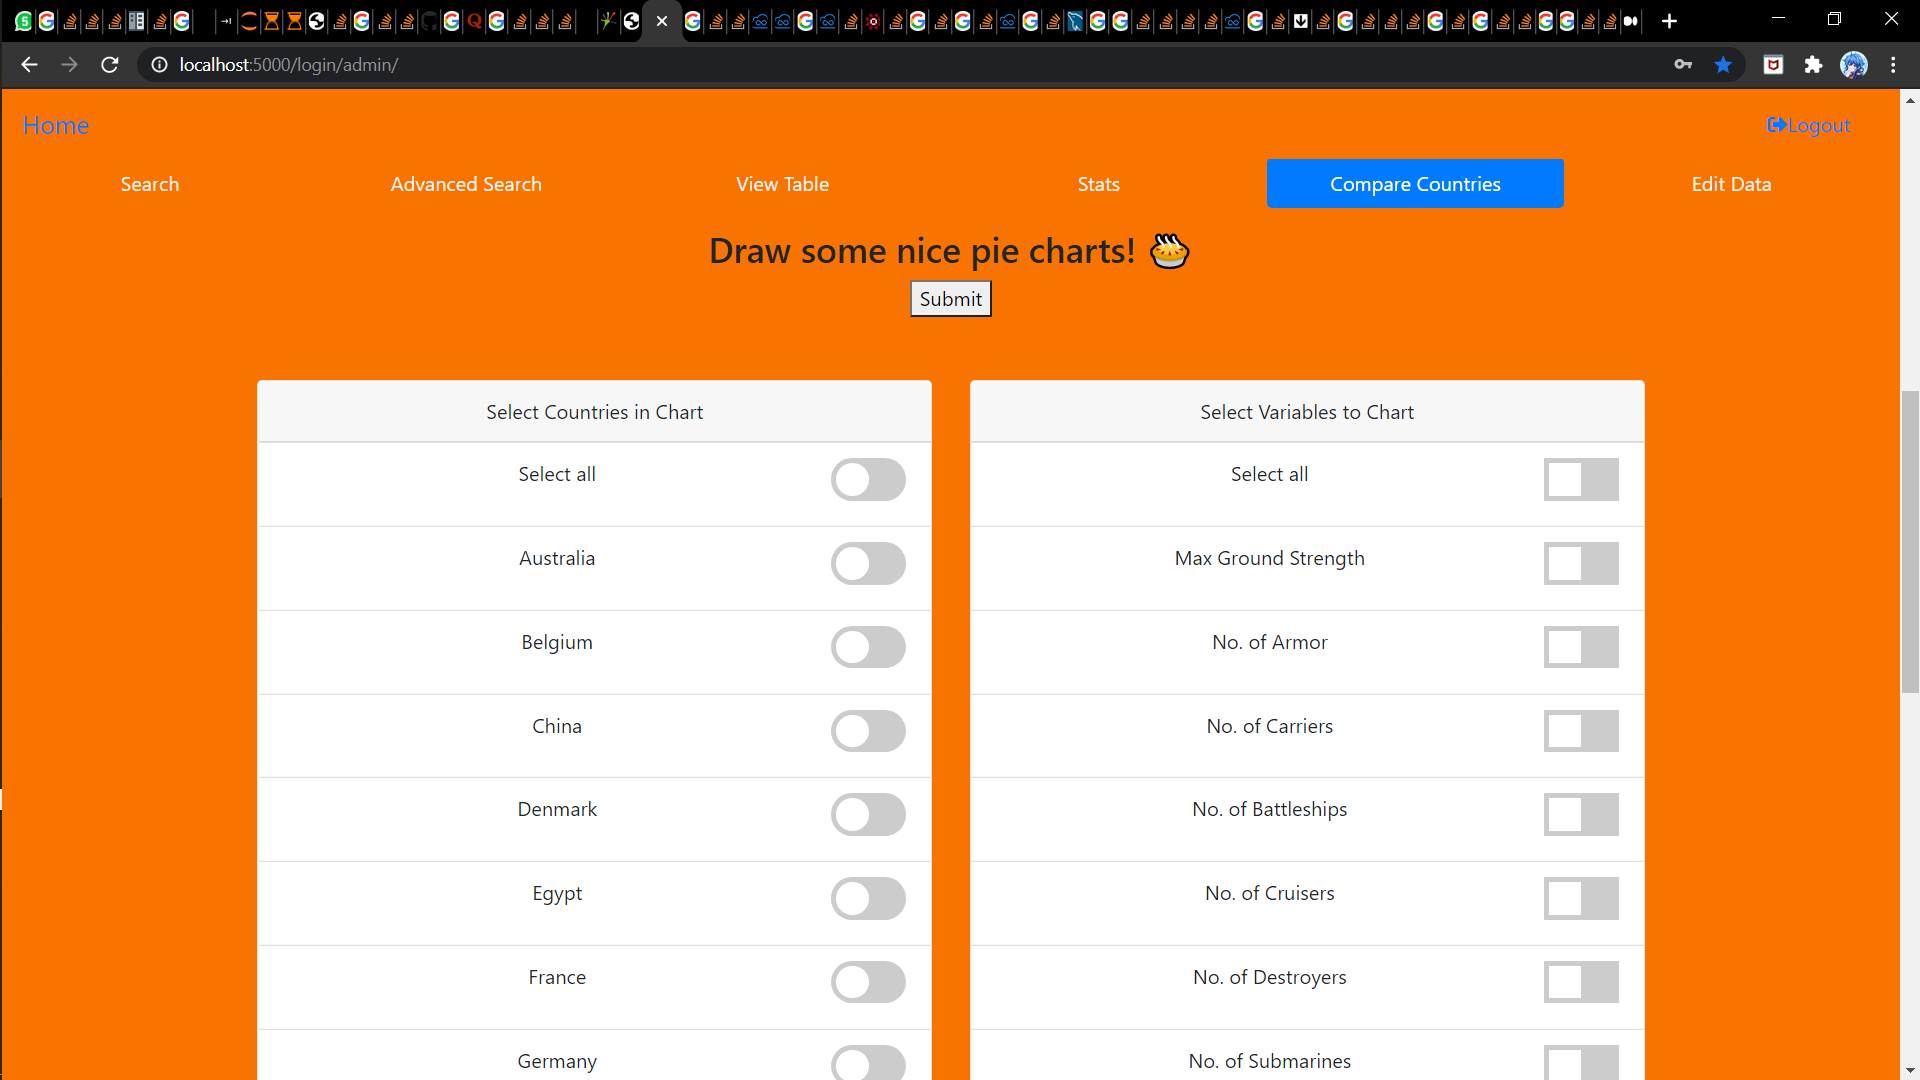 localhost:5000/login/admin/
Home
Logout
Search
Advanced Search
View Table
Stats
Compare Countries
Edit Data
Draw some nice pie charts!
Submit
Select Countries in Chart
Select Variables to Chart
Select all
Select all
Australia
Max Ground Strength
Belgium
No. of Armor
China
No. of Carriers
Denmark
No. of Battleships
Egypt
No. of Cruisers
France
No. of Destroyers
Germany
No. of Submarines